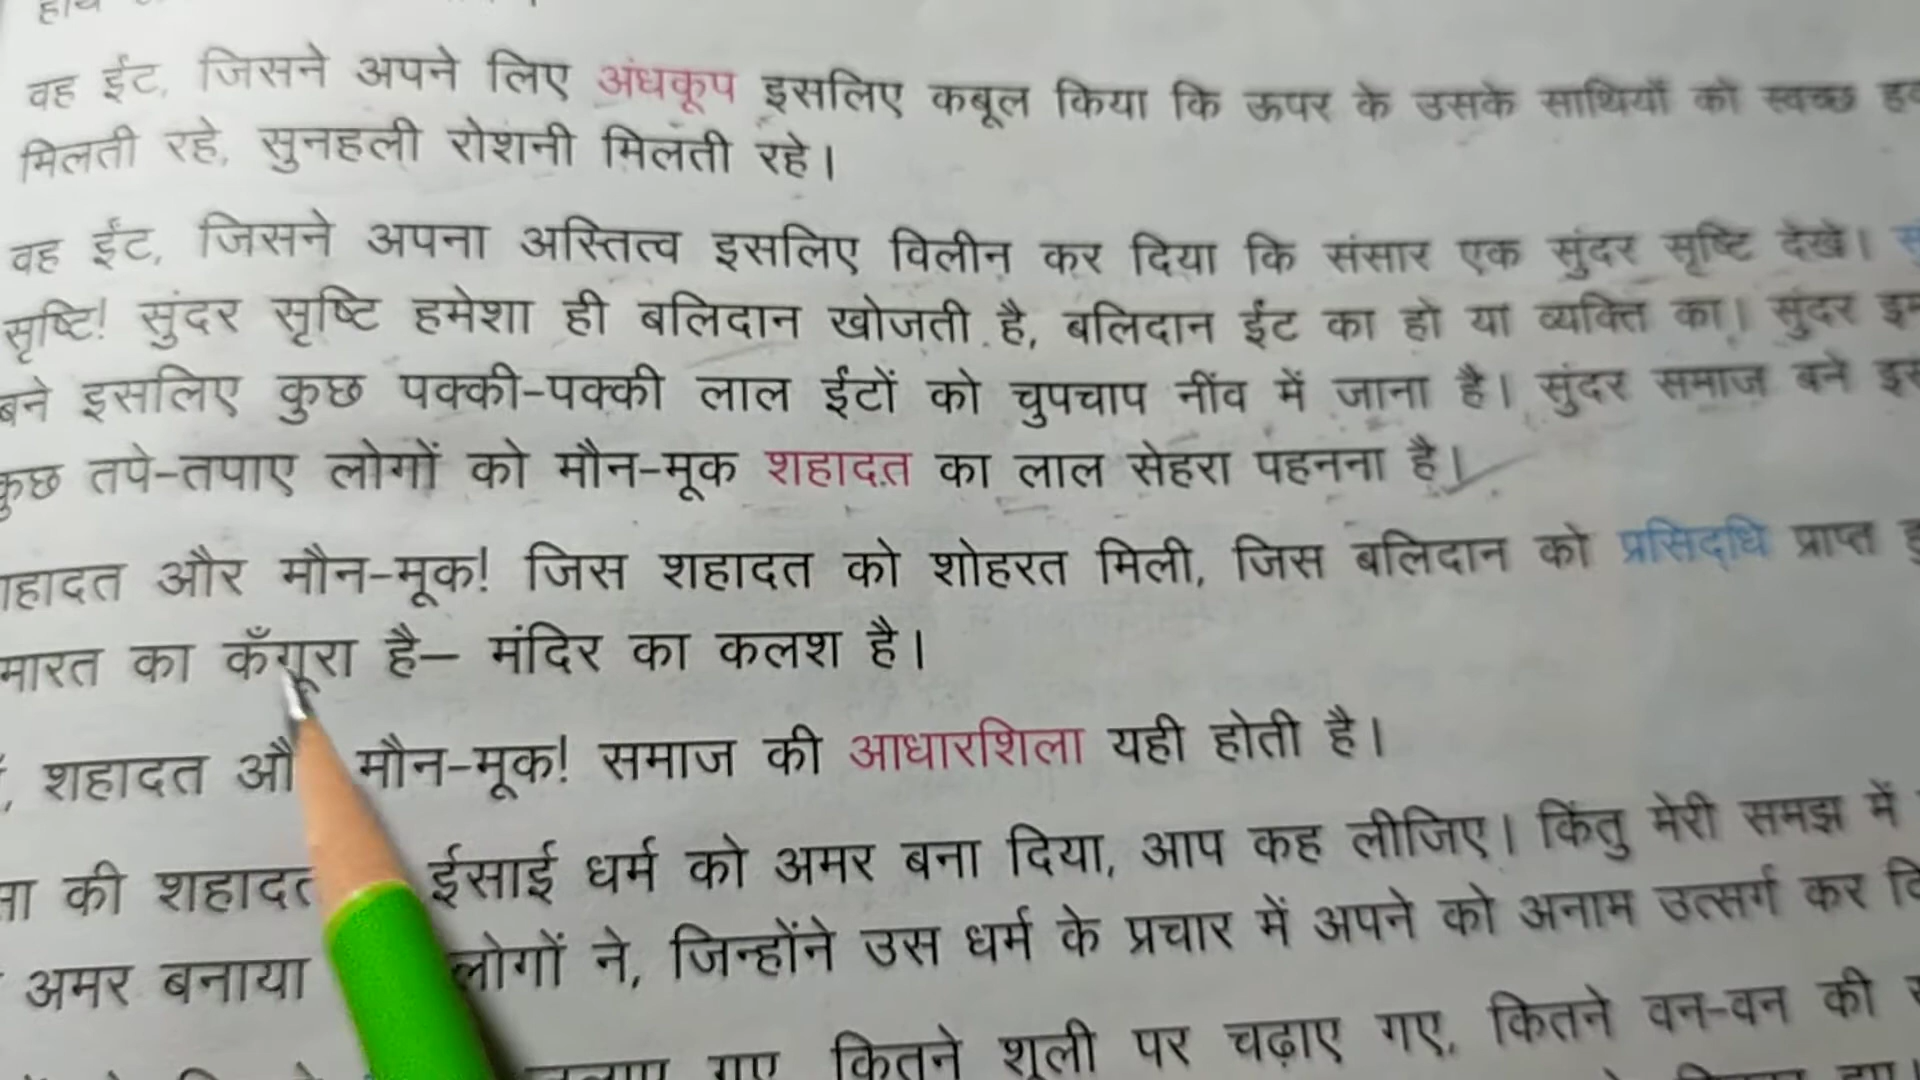 वह ईंट, जिसने अपने लिए अंधकूप इसलिए कबूल किया कि ऊपर के उसके साथियों को स्वच्छ
मिलती रहे, सुनहली रोशनी मिलती रहे।
वह ईंट, जिसने अपना अस्तित्व इसलिए विलीन कर दिया कि संसार एक सुंदर सृष्टि देखे।
सृष्टि! सुंदर सृष्टि हमेशा ही बलिदान खोजती है, बलिदान ईंट का हो या व्यक्ति का। सुंदर
बने इसलिए कुछ पक्की-पक्की लाल ईंटों को चुपचाप नींव में जाना है। सुंदर समाज बने
कुछ तपे-तपाए लोगों को मौन-मूक शहादत का लाल सेहरा पहनना है।
और मौन-मूक! जिस शहादत को शोहरत मिली, जिस बलिदान को प्रसिद्धि प्राप्त
का कँगूरा है— मंदिर का कलश है।
शहादत मौन-मूक! समाज की आधारशिला यही होती है।
की शहादत ईसाई धर्म को अमर बना दिया, आप कह लीजिए। किंतु मेरी समझ में
अमर बनाया लोगों ने, जिन्होंने उस धर्म के प्रचार में अपने को अनाम उत्सर्ग कर
गए कितने शूली पर चढ़ाए गए, कितने वन-वन की